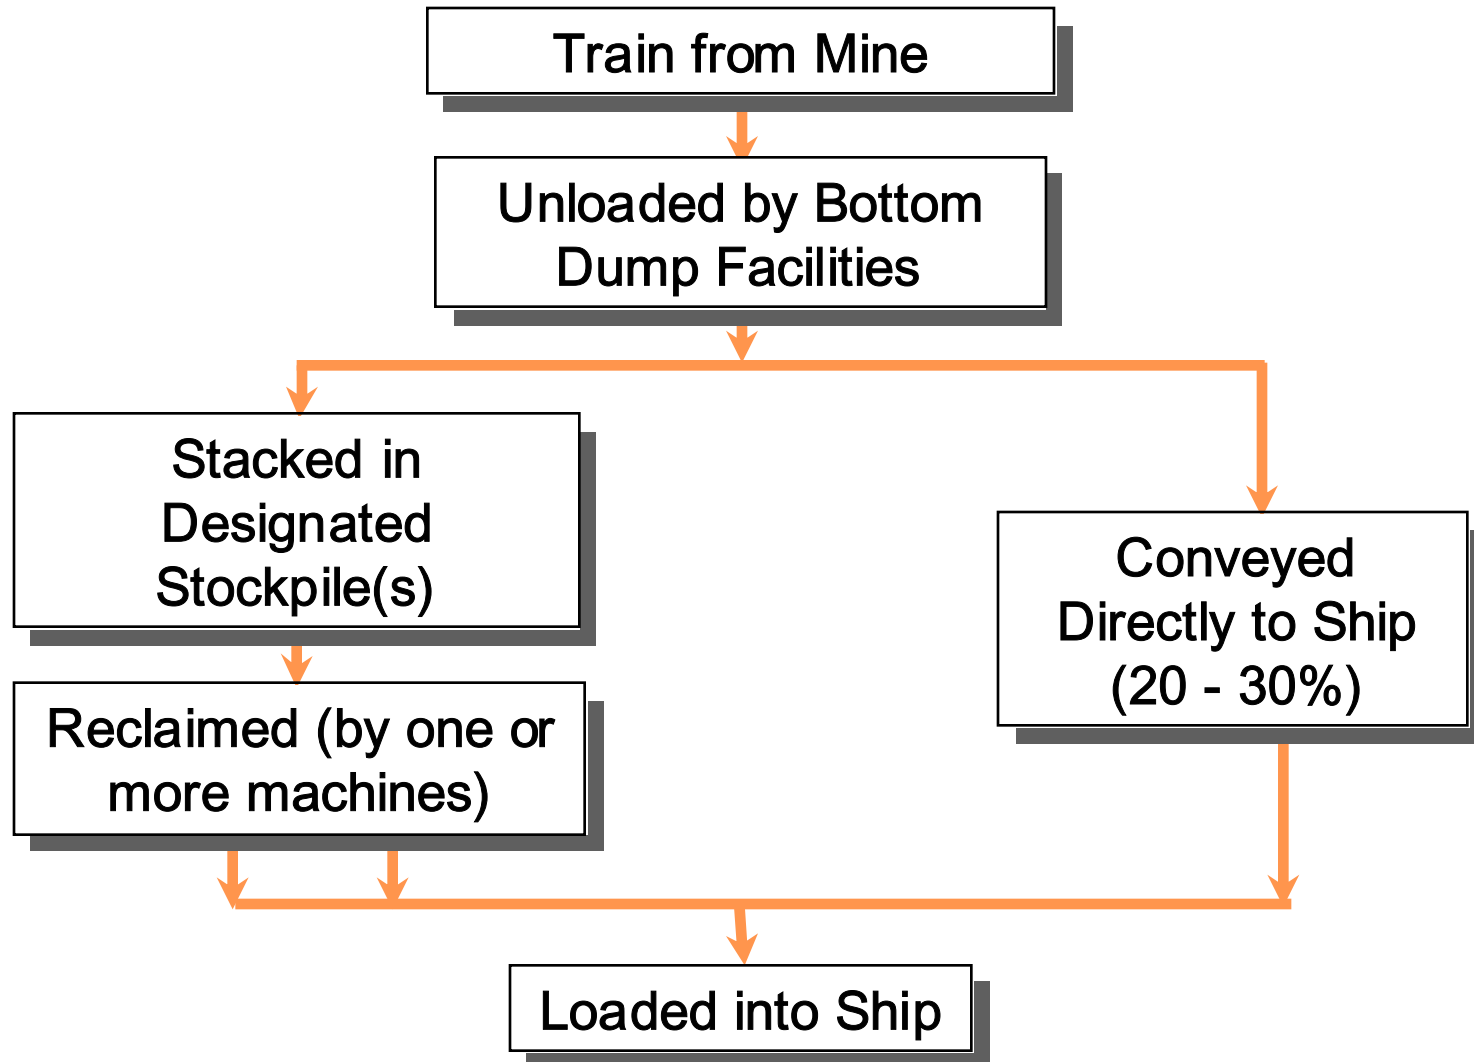 Train from Mine
Unloaded by Bottom
Dump Facilities
Stacked in
Designated
Stockpile(s)
Conveyed
Directly to Ship
(20 - 30%)
Reclaimed (by one or
more machines)
Loaded into Ship